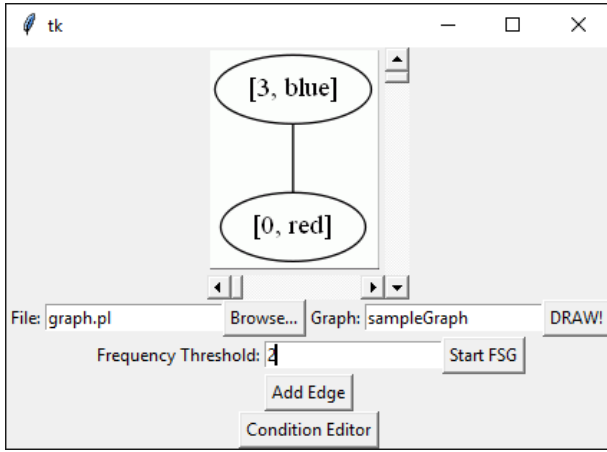 tk
[3, blue]
[0, red]
File: graph.pl Browse... Graph: sampleGraph DRAW!
Frequency Threshold: 2 Start FSG
Add Edge
Condition Editor